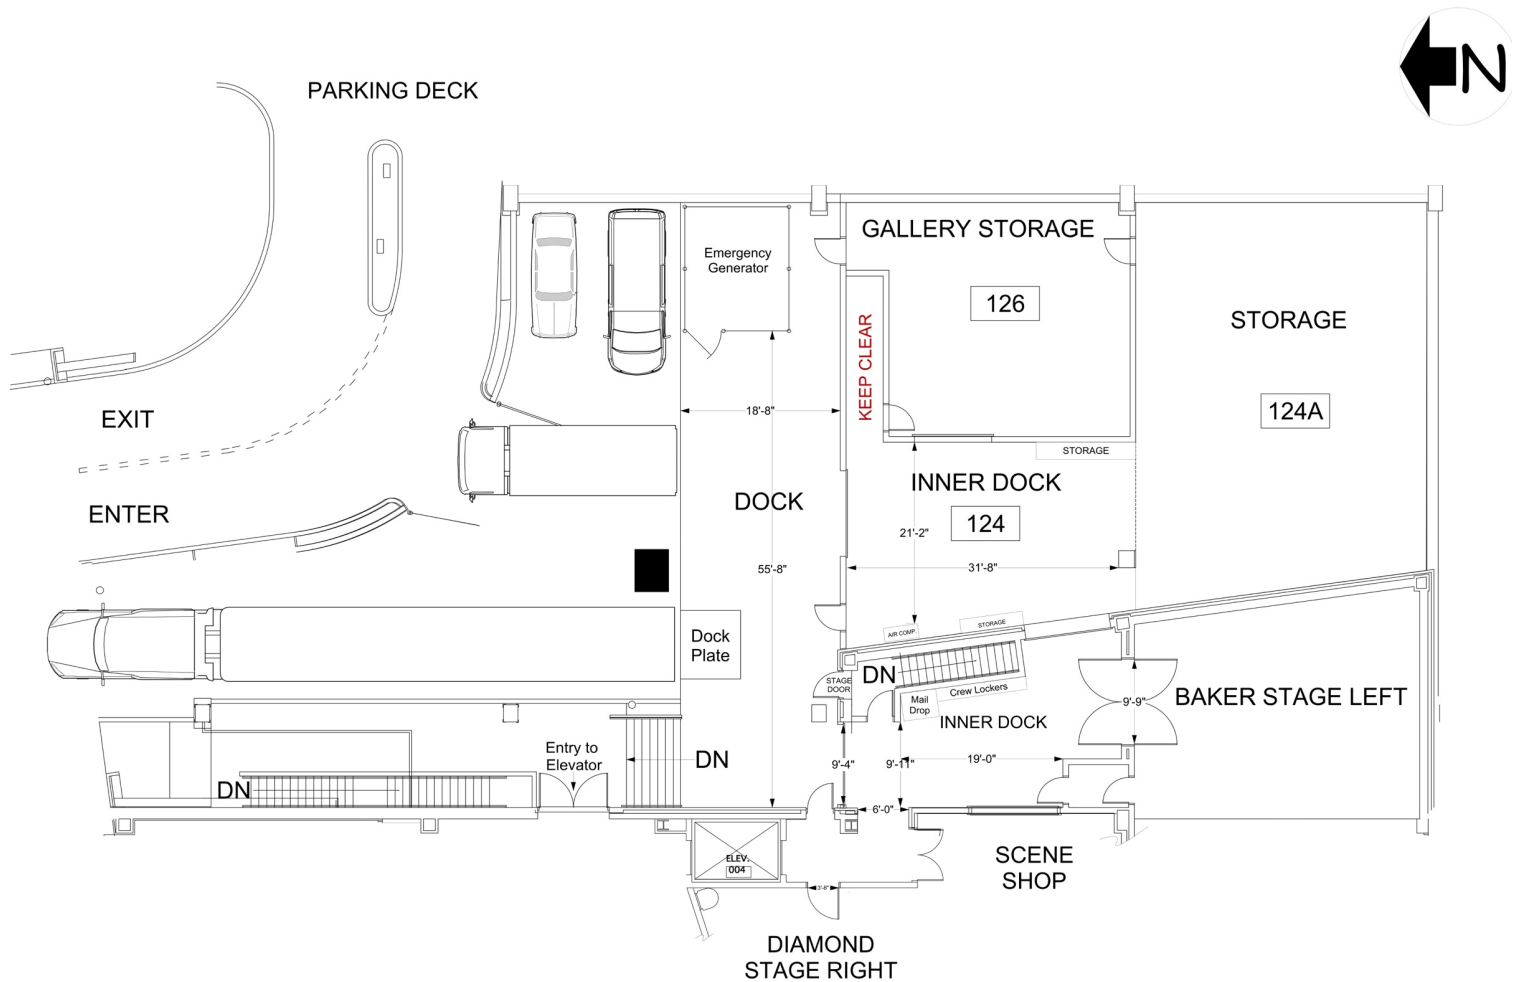 N
PARKING DECK
GALLERY STORAGE
Emergency
Generator
126
KEEP CLEAR
STORAGE
124A
18'-8"
EXIT
STORAGE
INNER DOCK
DOCK
ENTER
124
21'-2"
55'-8"
31'-8"
Dock
Plate
AIR COMP.
STORAGE
DN
STAGE
DOOR
Crew Lockers
Mail
Drop
INNER DOCK
BAKER STAGE LEFT
9'-9"
Entry to
Elevator
DN
9'-4"
9'-11"
19'-0"
DN
6'-0"
ELEV.
004
SCENE
SHOP
3'-8"
DIAMOND
STAGE RIGHT